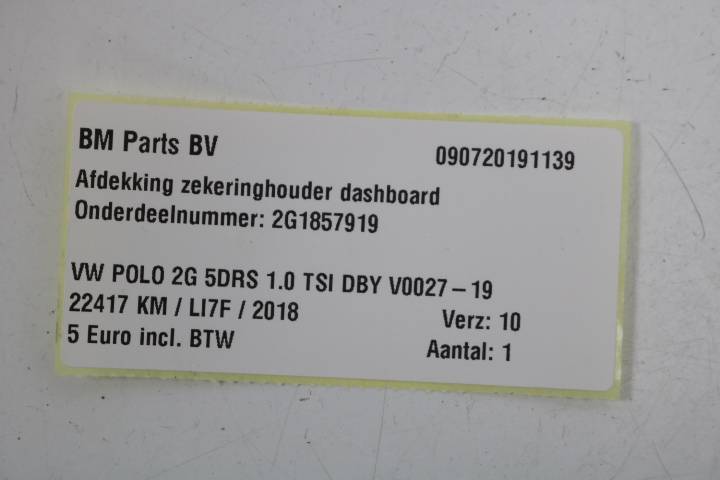 BM Parts BV 090720191139
Afdekking zekeringhouder dashboard
Onderdeelnummer: 2G1857919
VW POLO 2G 5DRS 1.0 TSI DBY V0027-19
22417 KM / LI7F / 2018 Verz: 10
5 Euro incl. BTW Aantal: 1